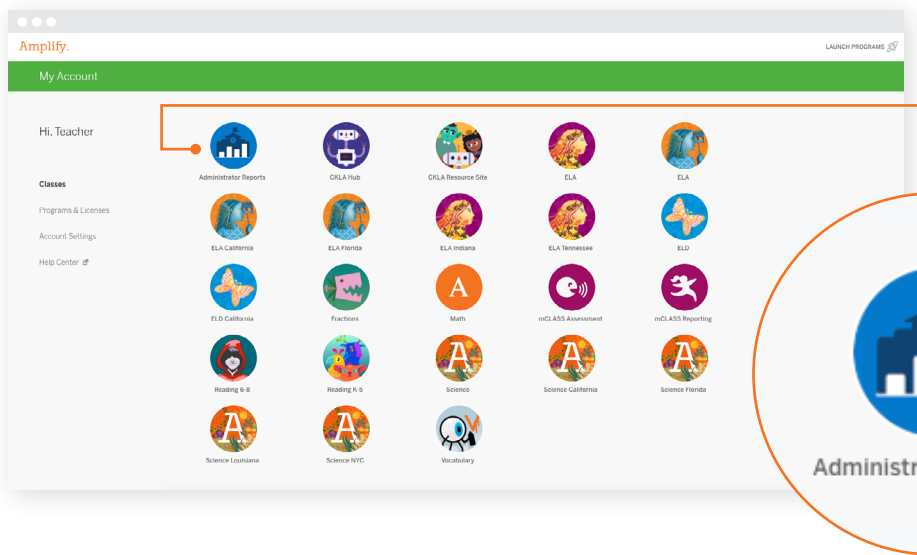 Amplify.
LAUNCH PROGRAMS
My Account
Hi, Teacher
Classes
Programs & Licenses
Account Settings
Help Center
Administrator Reports
CKLA Hub
CKLA Resource Site
ELA
ELA
ELA California
ELA Florida
ELA Indiana
ELA Tennessee
ELD
ELD California
Fractions
A
Math
mCLASS Assessment
mCLASS Reporting
Reading 6-8
Reading K-5
A
Science
A
Science California
A
Science Florida
A
Science Louisiana
A
Science NYC
Vocabulary
Administr